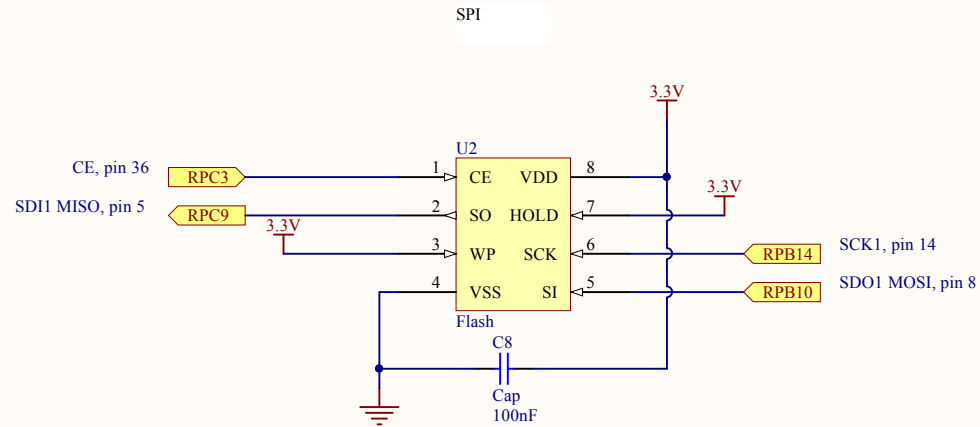 SPI
3.3V
U2
CE, pin 36
RPC3
1
CE
VDD
8
3.3V
SDI1 MISO, pin 5
RPC9
2
SO
HOLD
7
3.3V
3
WP
SCK
6
RPB14
SCK1, pin 14
4
VSS
SI
5
RPB10
SDO1 MOSI, pin 8
Flash
C8
Cap
100nF